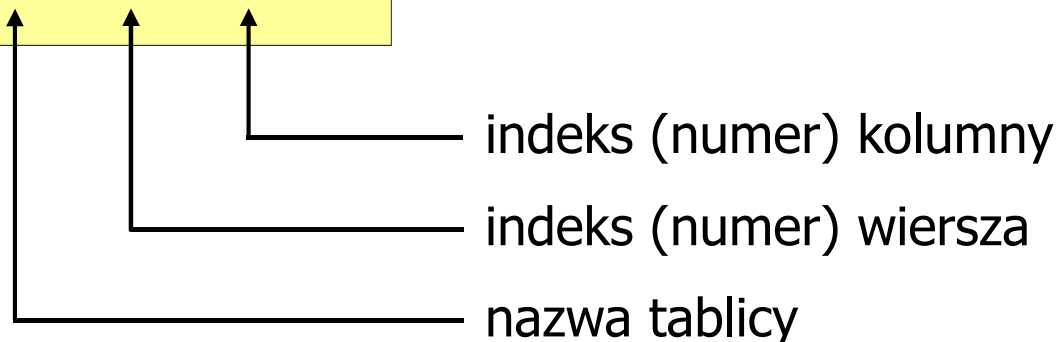 indeks (numer) kolumny
indeks (numer) wiersza
nazwa tablicy